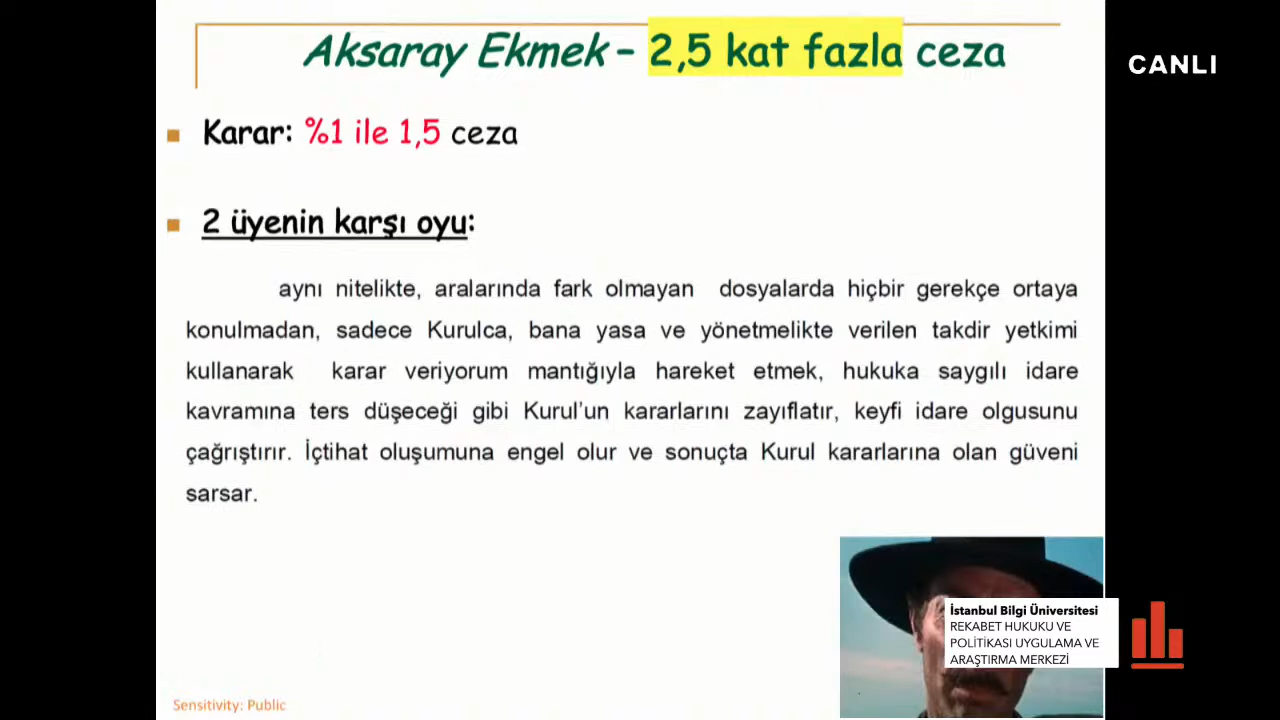 Aksaray Ekmek – 2,5 kat fazla ceza
CANLI
Karar: %1 ile 1,5 ceza
2 üyenin karşı oyu:
aynı nitelikte, aralarında fark olmayan dosyalarda hiçbir gerekçe ortaya
konulmadan, sadece Kurulca, bana yasa ve yönetmelikte verilen takdir yetkimi
kullanarak karar veriyorum mantığıyla hareket etmek, hukuka saygılı idare
kavramına ters düşeceği gibi Kurul’un kararlarını zayıflatır, keyfi idare olgusunu
çağrıştırır. İçtihat oluşumuna engel olur ve sonuçta Kurul kararlarına olan güveni
sarsar.
İstanbul Bilgi Üniversitesi
REKABET HUKUKU VE
POLİTİKASI UYGULAMA VE
ARAŞTIRMA MERKEZİ
Sensitivity: Public